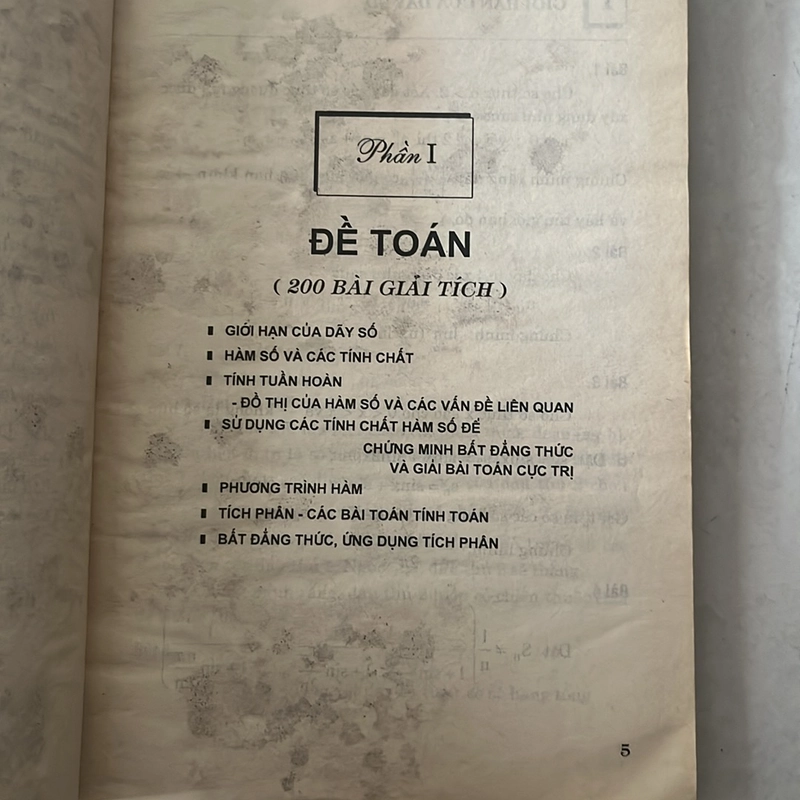 Phần I
ĐỀ TOÁN
( 200 BÀI GIẢI TÍCH )
GIỚI HẠN CỦA DÃY SỐ
HÀM SỐ VÀ CÁC TÍNH CHẤT
TÍNH TUẦN HOÀN
- ĐỒ THỊ CỦA HÀM SỐ VÀ CÁC VẤN ĐỀ LIÊN QUAN
SỬ DỤNG CÁC TÍNH CHẤT HÀM SỐ ĐỂ
CHỨNG MINH BẤT ĐẲNG THỨC
VÀ GIẢI BÀI TOÁN CỰC TRỊ
PHƯƠNG TRÌNH HÀM
TÍCH PHÂN - CÁC BÀI TOÁN TÍNH TOÁN
BẤT ĐẲNG THỨC, ỨNG DỤNG TÍCH PHÂN
5